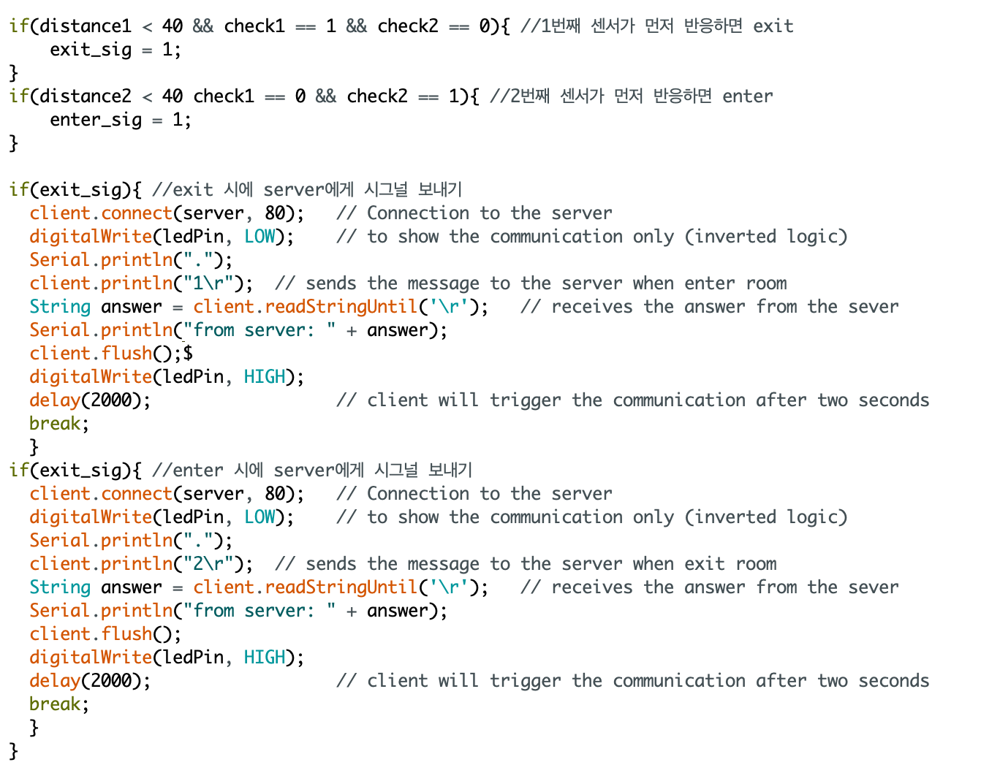 if(distance1 < 40 && check1 == 1 && check2 == 0){ //1번째 센서가 먼저 반응하면 exit
    exit_sig = 1;
}
if(distance2 < 40 check1 == 0 && check2 == 1){ //2번째 센서가 먼저 반응하면 enter
    enter_sig = 1;
}

if(exit_sig){ //exit 시에 server에게 시그널 보내기
  client.connect(server, 80);   // Connection to the server
  digitalWrite(ledPin, LOW);    // to show the communication only (inverted logic)
  Serial.println(".");
  client.println("1\r");  // sends the message to the server when enter room
  String answer = client.readStringUntil('\r');   // receives the answer from the sever
  Serial.println("from server: " + answer);
  client.flush();$
  digitalWrite(ledPin, HIGH);
  delay(2000);                  // client will trigger the communication after two seconds
  break;
  }
if(exit_sig){ //enter 시에 server에게 시그널 보내기
  client.connect(server, 80);   // Connection to the server
  digitalWrite(ledPin, LOW);    // to show the communication only (inverted logic)
  Serial.println(".");
  client.println("2\r");  // sends the message to the server when exit room
  String answer = client.readStringUntil('\r');   // receives the answer from the sever
  Serial.println("from server: " + answer);
  client.flush();
  digitalWrite(ledPin, HIGH);
  delay(2000);                  // client will trigger the communication after two seconds
  break;
  }
}